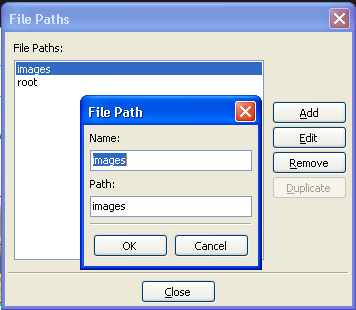 File Paths
File Paths:
images
root
File Path
Name:
images
Path:
images
OK
Cancel
Add
Edit
Remove
Duplicate
Close